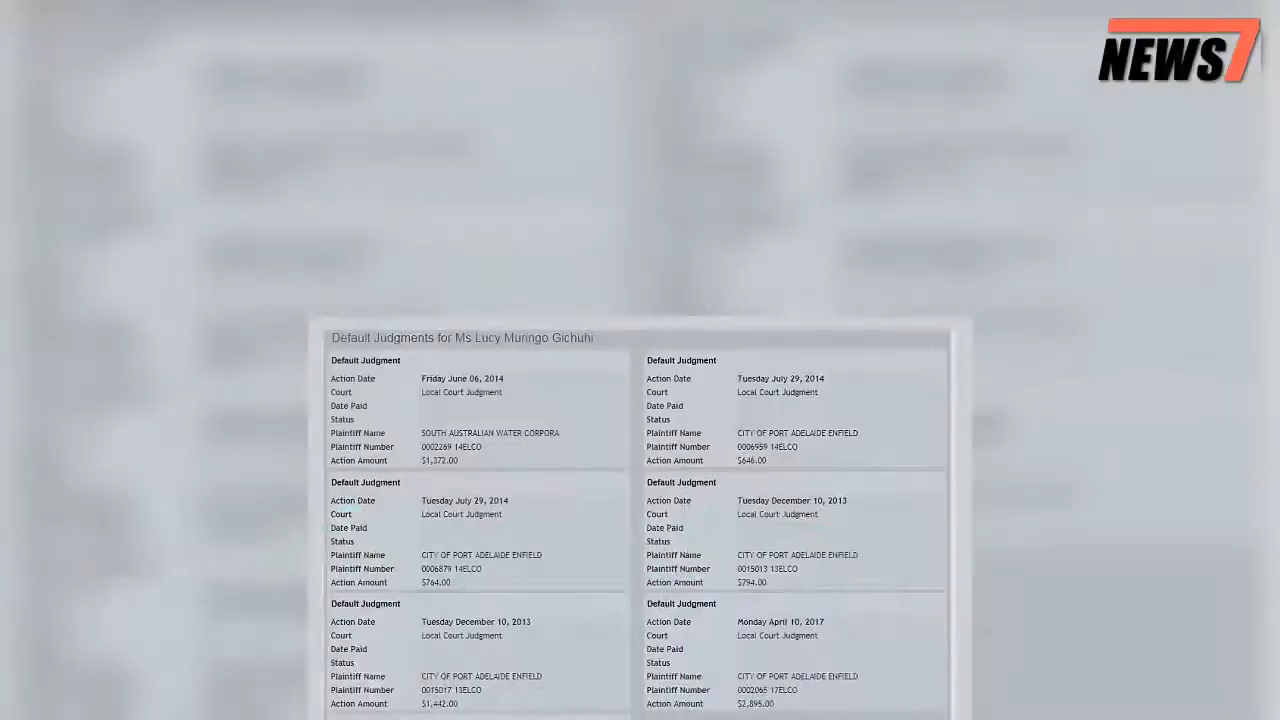 NEWS7
Default Judgments for Ms Lucy Muringo Gichuhi
Default Judgment
Action Date Friday June 06, 2014
Court Local Court Judgment
Date Paid
Status
Plaintiff Name SOUTH AUSTRALIAN WATER CORPORA
Plaintiff Number 0002269 14ELCO
Action Amount $1,372.00
Default Judgment
Action Date Tuesday July 29, 2014
Court Local Court Judgment
Date Paid
Status
Plaintiff Name CITY OF PORT ADELAIDE ENFIELD
Plaintiff Number 0006959 14ELCO
Action Amount $646.00
Default Judgment
Action Date Tuesday July 29, 2014
Court Local Court Judgment
Date Paid
Status
Plaintiff Name CITY OF PORT ADELAIDE ENFIELD
Plaintiff Number 0006879 14ELCO
Action Amount $764.00
Default Judgment
Action Date Tuesday December 10, 2013
Court Local Court Judgment
Date Paid
Status
Plaintiff Name CITY OF PORT ADELAIDE ENFIELD
Plaintiff Number 0015013 13ELCO
Action Amount $794.00
Default Judgment
Action Date Tuesday December 10, 2013
Court Local Court Judgment
Date Paid
Status
Plaintiff Name CITY OF PORT ADELAIDE ENFIELD
Plaintiff Number 0015017 13ELCO
Action Amount $1,442.00
Default Judgment
Action Date Monday April 10, 2017
Court Local Court Judgment
Date Paid
Status
Plaintiff Name CITY OF PORT ADELAIDE ENFIELD
Plaintiff Number 0002065 17ELCO
Action Amount $2,895.00